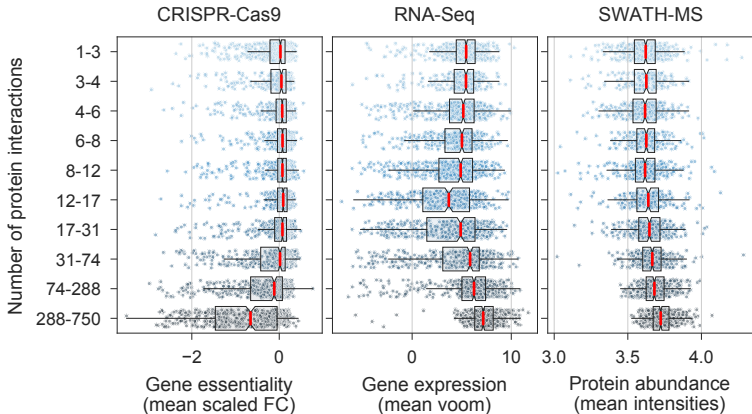 CRISPR-Cas9 RNA-Seq SWATH-MS
Number of protein interactions
1-3
3-4
4-6
6-8
8-12
12-17
17-31
31-74
74-288
288-750
−2 0 0 10 3.0 3.5 4.0
Gene essentiality Gene expression Protein abundance
(mean scaled FC) (mean voom) (mean intensities)